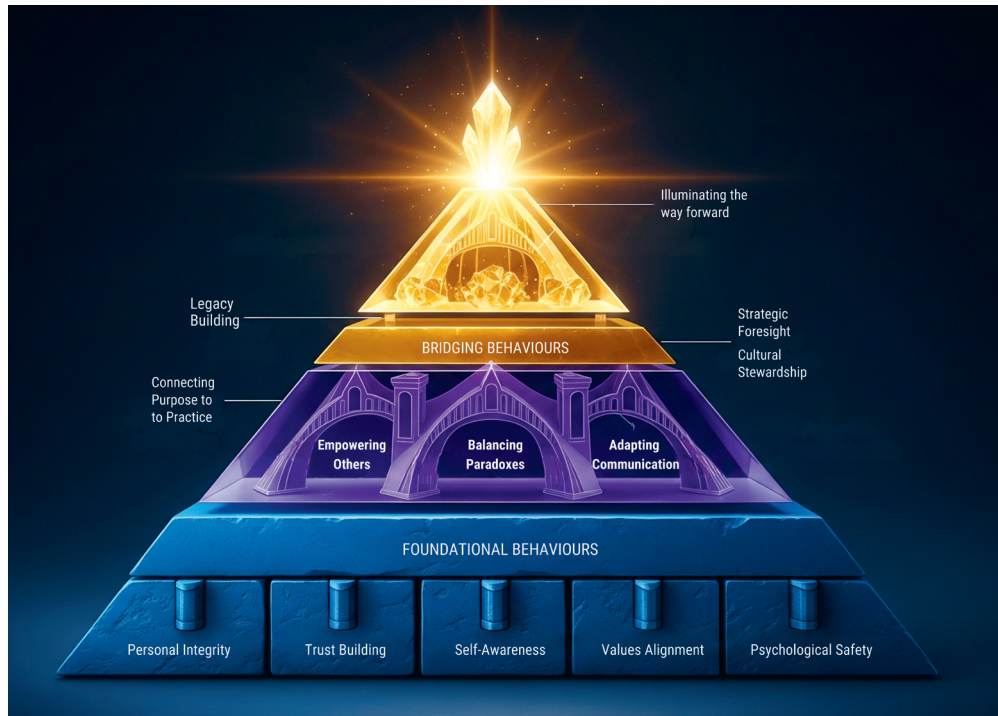 Illuminating the
way forward
Legacy
Building
Strategic
Foresight
BRIDGING BEHAVIOURS
Cultural
Stewardship
Connecting
Purpose to
to Practice
Empowering
Others
Balancing
Paradoxes
Adapting
Communication
FOUNDATIONAL BEHAVIOURS
Personal Integrity
Trust Building
Self-Awareness
Values Alignment
Psychological Safety